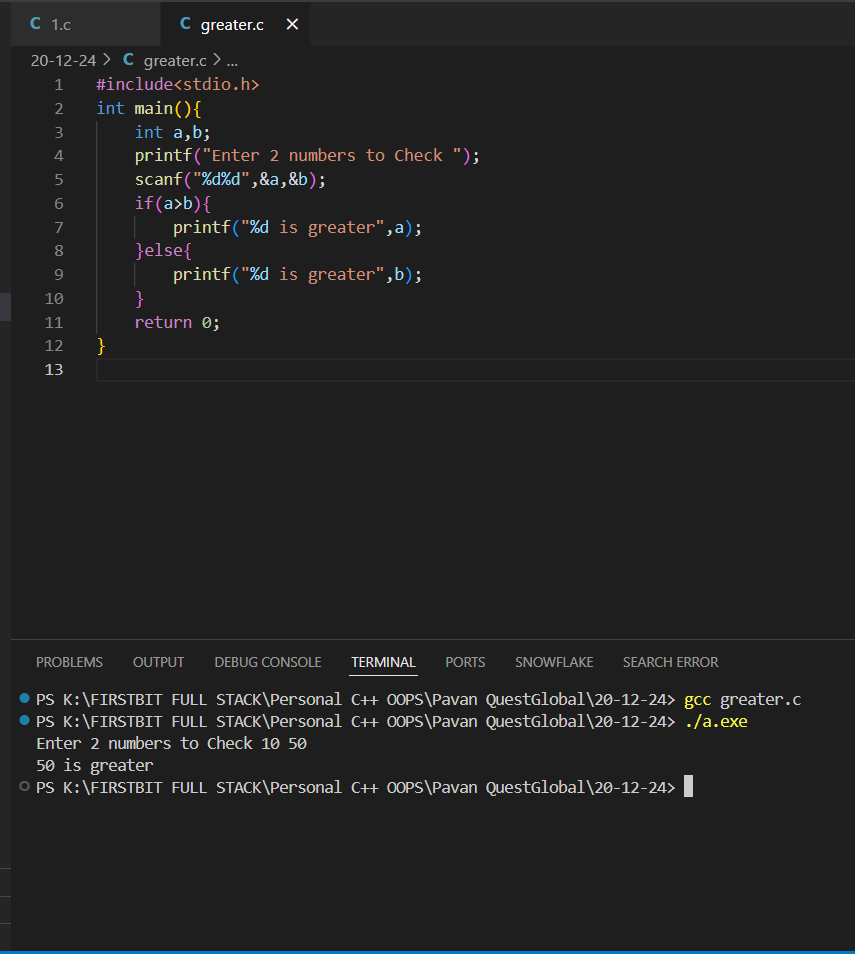 C 1.c C greater.c ×
20-12-24 > C greater.c > ...
1 #include<stdio.h>
2 int main(){
3 int a,b;
4 printf("Enter 2 numbers to Check ");
5 scanf("%d%d",&a,&b);
6 if(a>b){
7 printf("%d is greater",a);
8 }else{
9 printf("%d is greater",b);
10 }
11 return 0;
12 }
13
PROBLEMS OUTPUT DEBUG CONSOLE TERMINAL PORTS SNOWFLAKE SEARCH ERROR
PS K:\FIRSTBIT FULL STACK\Personal C++ OOPS\Pavan QuestGlobal\20-12-24> gcc greater.c
PS K:\FIRSTBIT FULL STACK\Personal C++ OOPS\Pavan QuestGlobal\20-12-24> ./a.exe
Enter 2 numbers to Check 10 50
50 is greater
PS K:\FIRSTBIT FULL STACK\Personal C++ OOPS\Pavan QuestGlobal\20-12-24>